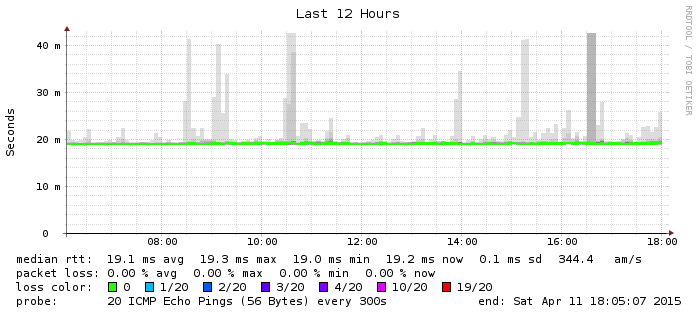 Last 12 Hours
RRDTOOL / TOBI OETIKER
Seconds
40 m
30 m
20 m
10 m
0
08:00 10:00 12:00 14:00 16:00 18:00
median rtt: 19.1 ms avg 19.3 ms max 19.0 ms min 19.2 ms now 0.1 ms sd 344.4 am/s
packet loss: 0.00 % avg 0.00 % max 0.00 % min 0.00 % now
loss color: 0 1/20 2/20 3/20 4/20 10/20 19/20
probe: 20 ICMP Echo Pings (56 Bytes) every 300s end: Sat Apr 11 18:05:07 2015